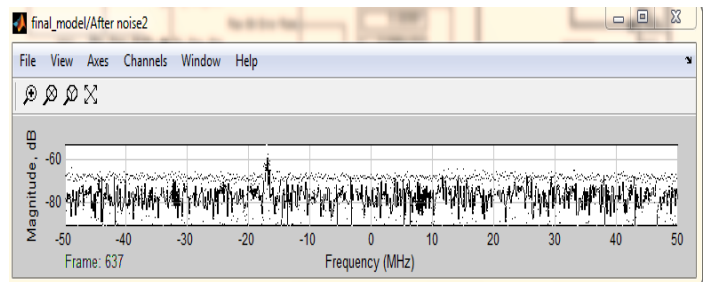 final_model/After noise2
File View Axes Channels Window Help
Magnitude, dB
-60
-80
-50 -40 -30 -20 -10 0 10 20 30 40 50
Frame: 637
Frequency (MHz)